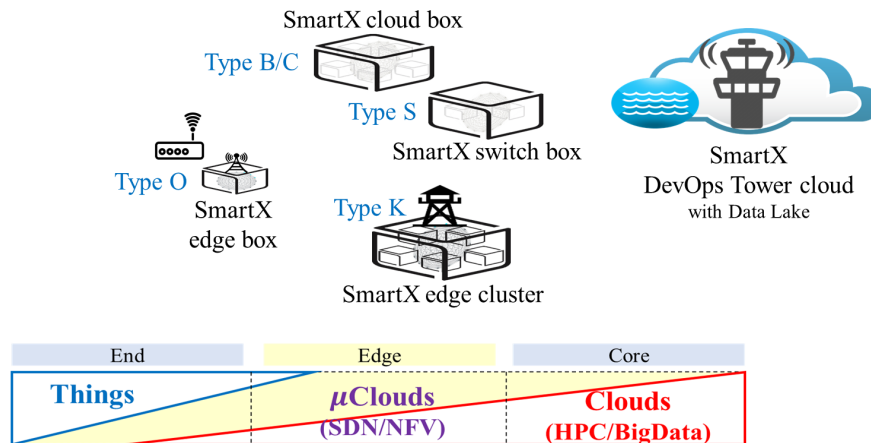 SmartX cloud box
Type B/C
Type S
SmartX switch box
Type O
SmartX
edge box
Type K
SmartX edge cluster
SmartX
DevOps Tower cloud
with Data Lake
End
Edge
Core
Things
μClouds
(SDN/NFV)
Clouds
(HPC/BigData)